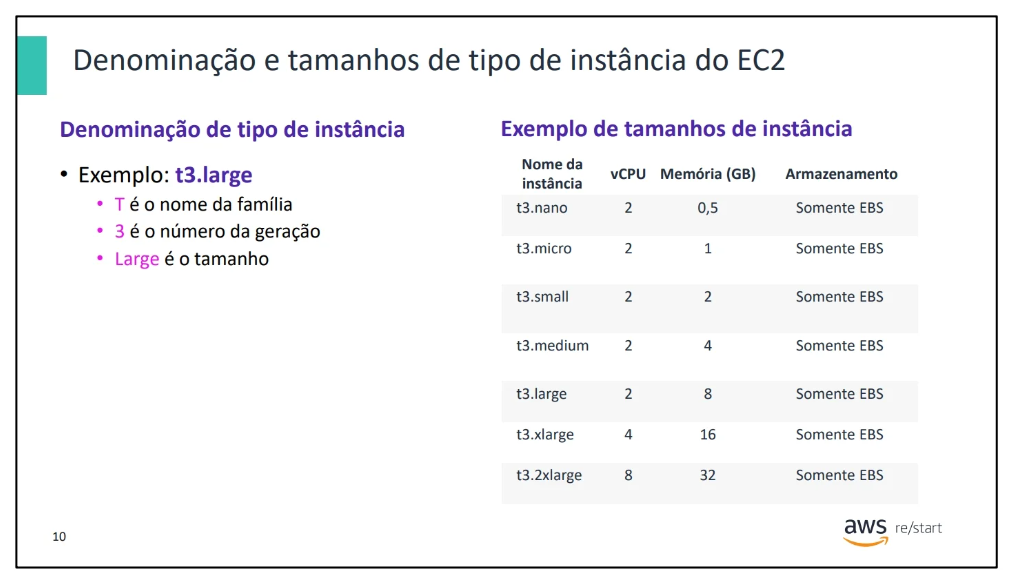 Denominação e tamanhos de tipo de instância do EC2
Denominação de tipo de instância
• Exemplo: t3.large
• T é o nome da família
• 3 é o número da geração
• Large é o tamanho
Exemplo de tamanhos de instância
Nome da instância vCPU Memória (GB) Armazenamento
t3.nano 2 0,5 Somente EBS
t3.micro 2 1 Somente EBS
t3.small 2 2 Somente EBS
t3.medium 2 4 Somente EBS
t3.large 2 8 Somente EBS
t3.xlarge 4 16 Somente EBS
t3.2xlarge 8 32 Somente EBS
10
aws re/start